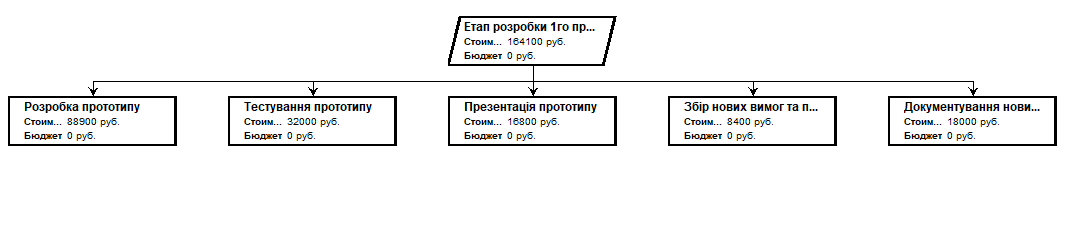 Етап розробки 1го пр...
Стоим... 164100 руб.
Бюджет 0 руб.
Розробка прототипу
Стоим... 88900 руб.
Бюджет 0 руб.
Тестування прототипу
Стоим... 32000 руб.
Бюджет 0 руб.
Презентація прототипу
Стоим... 16800 руб.
Бюджет 0 руб.
Збір нових вимог та п...
Стоим... 8400 руб.
Бюджет 0 руб.
Документування нови...
Стоим... 18000 руб.
Бюджет 0 руб.